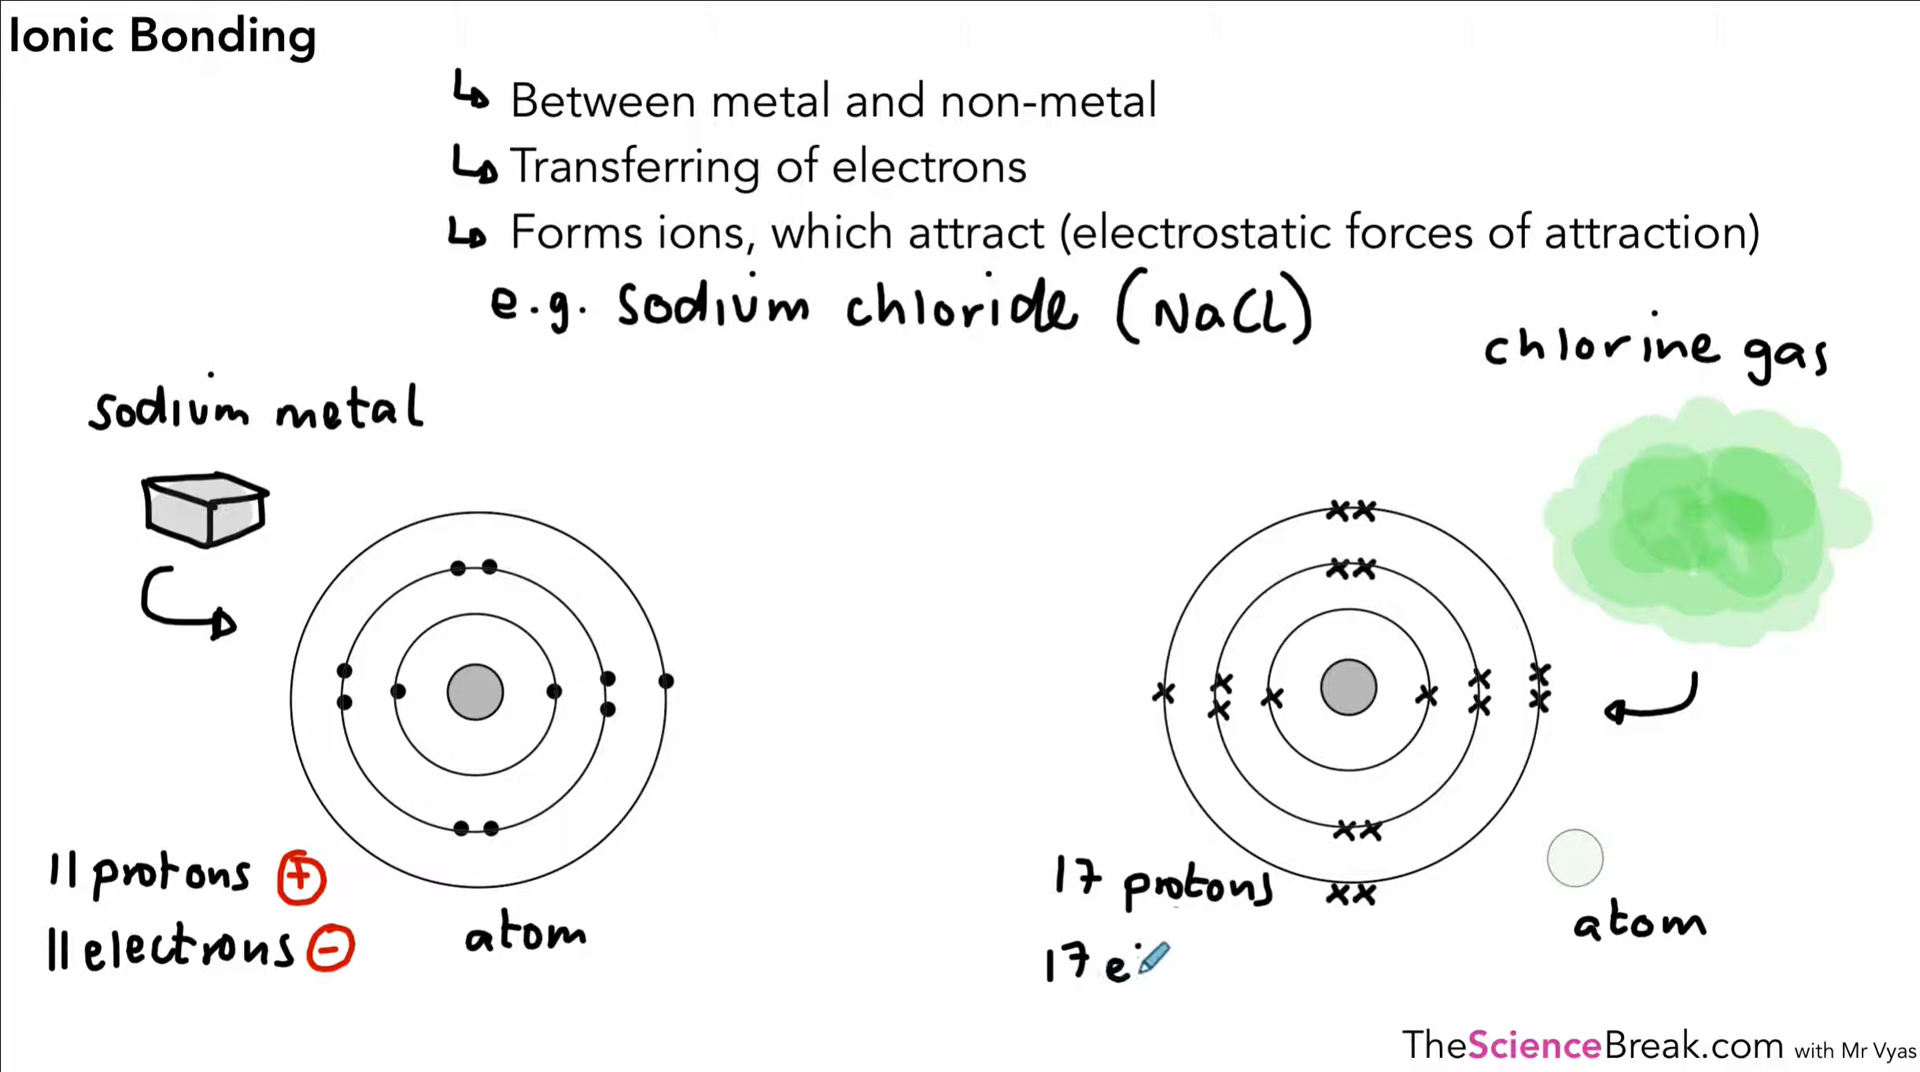 Ionic Bonding
Between metal and non-metal
Transferring of electrons
Forms ions, which attract (electrostatic forces of attraction)
e.g. sodium chloride (NaCl)
chlorine gas
sodium metal
11 protons +
11 electrons -
atom
17 protons
17 e
atom
TheScienceBreak.com with Mr Vyas